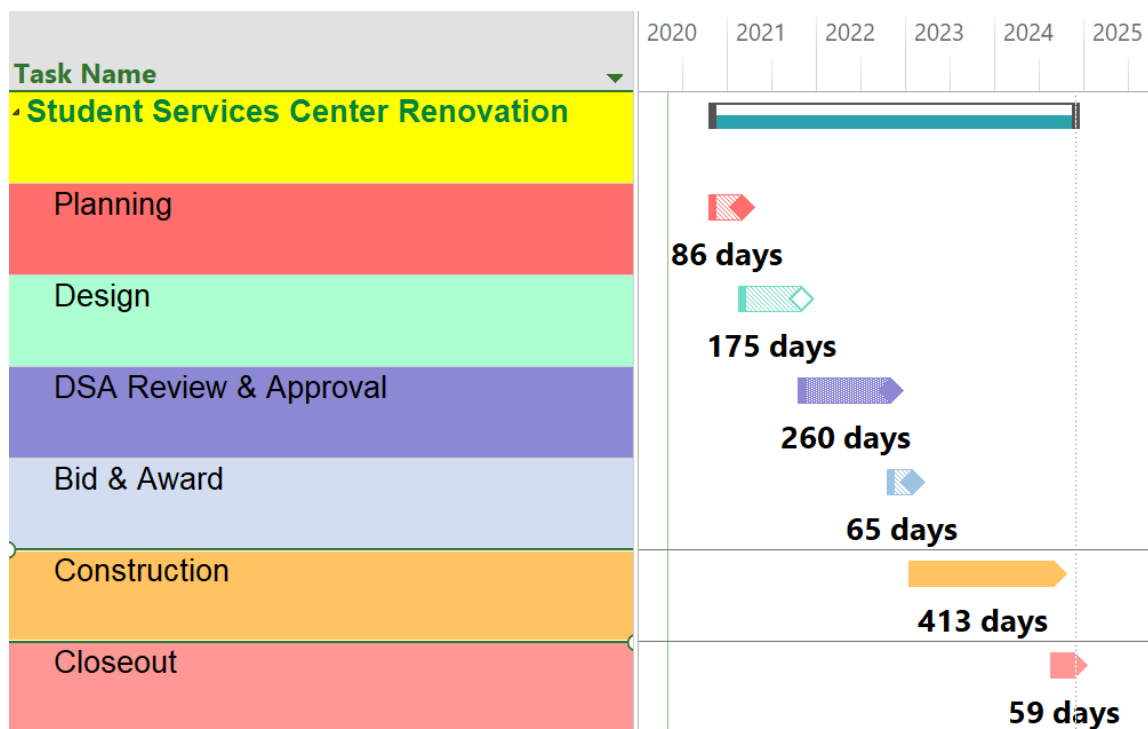 2020 2021 2022 2023 2024 2025
Task Name
Student Services Center Renovation
Planning
86 days
Design
175 days
DSA Review & Approval
260 days
Bid & Award
65 days
Construction
413 days
Closeout
59 days